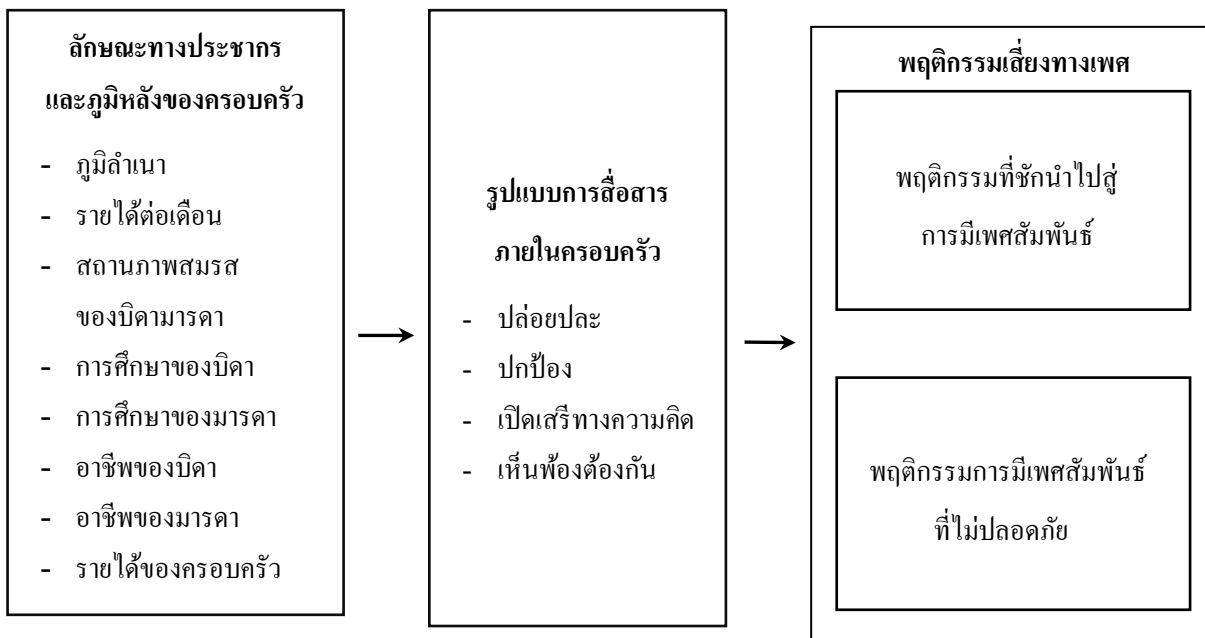 ลักษณะทางประชากร
และภูมิหลังของครอบครัว
- ภูมิลำเนา
- รายได้ต่อเดือน
- สถานภาพสมรส
ของบิดามารดา
- การศึกษาของบิดา
- การศึกษาของมารดา
- อาชีพของบิดา
- อาชีพของมารดา
- รายได้ของครอบครัว
รูปแบบการสื่อสาร
ภายในครอบครัว
- ปล่อยปละ
- ปกป้อง
- เปิดเสรีทางความคิด
- เห็นพ้องต้องกัน
พฤติกรรมเสี่ยงทางเพศ
พฤติกรรมที่ชักนำไปสู่
การมีเพศสัมพันธ์
พฤติกรรมการมีเพศสัมพันธ์
ที่ไม่ปลอดภัย